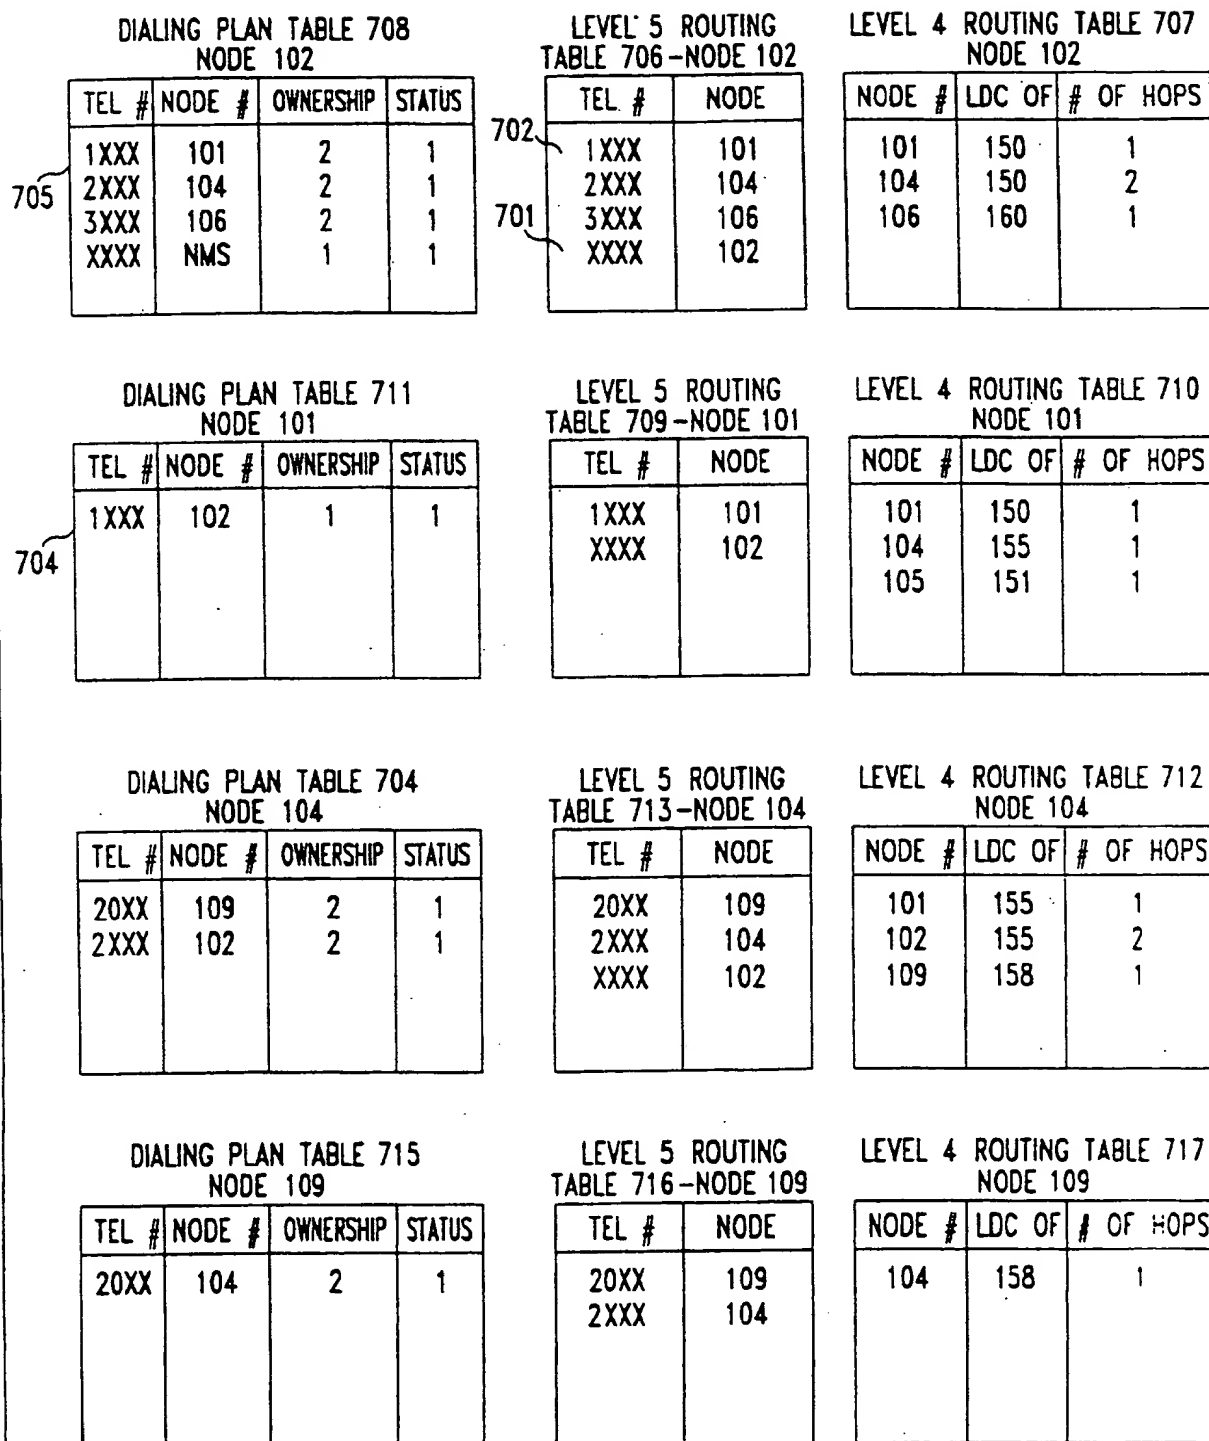 DIALING PLAN TABLE 708
NODE 102
TEL # NODE # OWNERSHIP STATUS
1XXX 101 2 1
2XXX 104 2 1
3XXX 106 2 1
XXXX NMS 1 1
705
LEVEL 5 ROUTING
TABLE 706-NODE 102
TEL # NODE
702
1XXX 101
2XXX 104
3XXX 106
701
XXXX 102
LEVEL 4 ROUTING TABLE 707
NODE 102
NODE # LDC OF # OF HOPS
101 150 1
104 150 2
106 160 1
DIALING PLAN TABLE 711
NODE 101
TEL # NODE # OWNERSHIP STATUS
1XXX 102 1 1
704
LEVEL 5 ROUTING
TABLE 709-NODE 101
TEL # NODE
1XXX 101
XXXX 102
LEVEL 4 ROUTING TABLE 710
NODE 101
NODE # LDC OF # OF HOPS
101 150 1
104 155 1
105 151 1
DIALING PLAN TABLE 704
NODE 104
TEL # NODE # OWNERSHIP STATUS
20XX 109 2 1
2XXX 102 2 1
LEVEL 5 ROUTING
TABLE 713-NODE 104
TEL # NODE
20XX 109
2XXX 104
XXXX 102
LEVEL 4 ROUTING TABLE 712
NODE 104
NODE # LDC OF # OF HOPS
101 155 1
102 155 2
109 158 1
DIALING PLAN TABLE 715
NODE 109
TEL # NODE # OWNERSHIP STATUS
20XX 104 2 1
LEVEL 5 ROUTING
TABLE 716-NODE 109
TEL # NODE
20XX 109
2XXX 104
LEVEL 4 ROUTING TABLE 717
NODE 109
NODE # LDC OF # OF HOPS
104 158 1